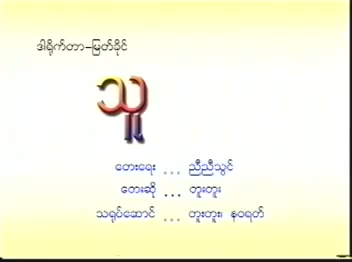 ဒါရိုက်တာ-မြတ်ခိုင်
သူ
တေးရေး ... ညီညီသွင်
တေးဆို ... တူးတူး
သရုပ်ဆောင် ... တူးတူး၊ နဝရတ်